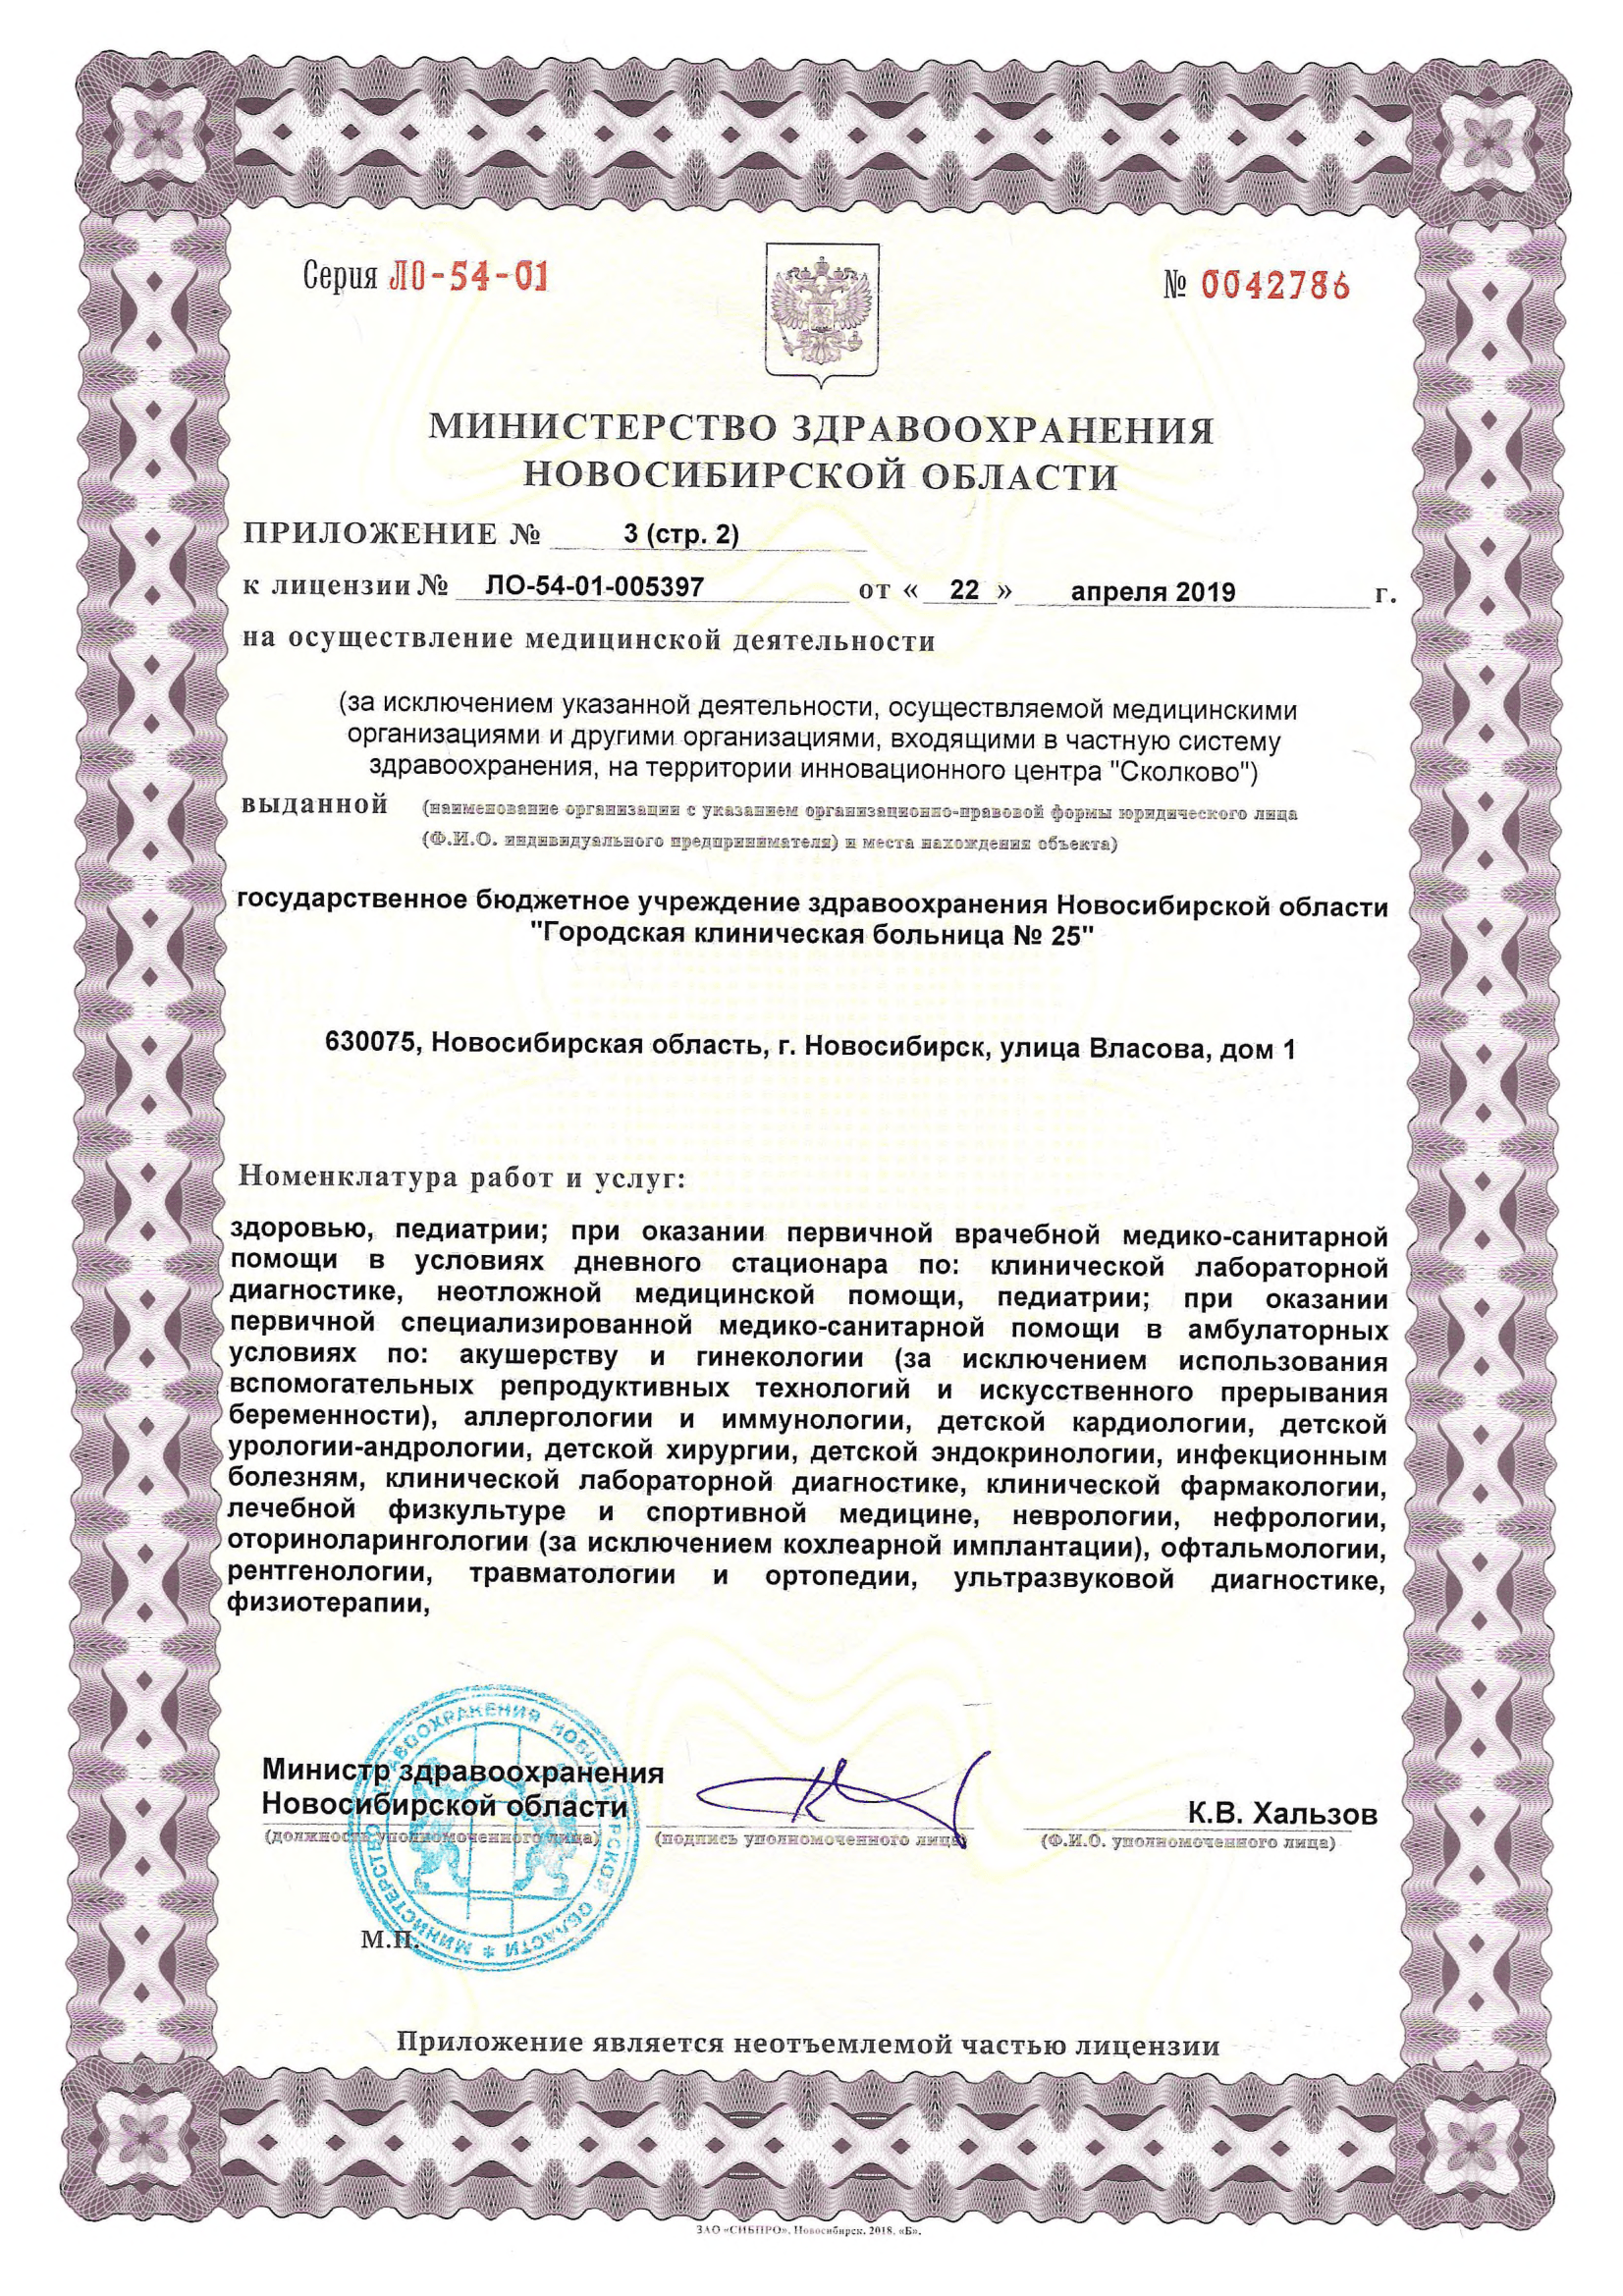 Серия ЛО-54-01
№ 0042786
МИНИСТЕРСТВО ЗДРАВООХРАНЕНИЯ
НОВОСИБИРСКОЙ ОБЛАСТИ
ПРИЛОЖЕНИЕ № 3 (стр. 2)
к лицензии № ЛО-54-01-005397 от « 22 » апреля 2019 г.
на осуществление медицинской деятельности
(за исключением указанной деятельности, осуществляемой медицинскими
организациями и другими организациями, входящими в частную систему
здравоохранения, на территории инновационного центра "Сколково")
выданной (наименование организации с указанием организационно-правовой формы юридического лица
(Ф.И.О. индивидуального предпринимателя) и места нахождения объекта)
государственное бюджетное учреждение здравоохранения Новосибирской области
"Городская клиническая больница № 25"
630075, Новосибирская область, г. Новосибирск, улица Власова, дом 1
Номенклатура работ и услуг:
здоровью, педиатрии; при оказании первичной врачебной медико-санитарной
помощи в условиях дневного стационара по: клинической лабораторной
диагностике, неотложной медицинской помощи, педиатрии; при оказании
первичной специализированной медико-санитарной помощи в амбулаторных
условиях по: акушерству и гинекологии (за исключением использования
вспомогательных репродуктивных технологий и искусственного прерывания
беременности), аллергологии и иммунологии, детской кардиологии, детской
урологии-андрологии, детской хирургии, детской эндокринологии, инфекционным
болезням, клинической лабораторной диагностике, клинической фармакологии,
лечебной физкультуре и спортивной медицине, неврологии, нефрологии,
оториноларингологии (за исключением кохлеарной имплантации), офтальмологии,
рентгенологии, травматологии и ортопедии, ультразвуковой диагностике,
физиотерапии,
Министр здравоохранения
Новосибирской области
К.В. Хальзов
(должность уполномоченного лица) (подпись уполномоченного лица) (Ф.И.О. уполномоченного лица)
МИНИСТЕРСТВО ЗДРАВООХРАНЕНИЯ НОВОСИБИРСКОЙ ОБЛАСТИ *
М.П.
Приложение является неотъемлемой частью лицензии
ЗАО «СИБПРО», Новосибирск, 2018, «Б».